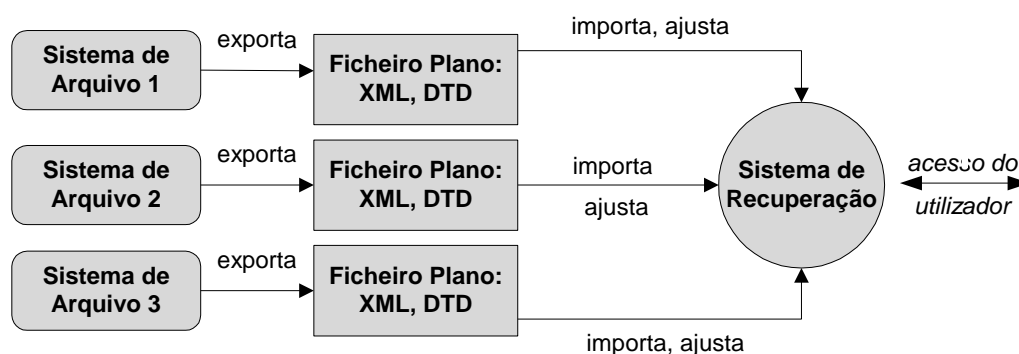 importa, ajusta
exporta
Sistema de
Arquivo 1
Ficheiro Plano:
XML, DTD
exporta
Sistema de
Arquivo 2
Ficheiro Plano:
XML, DTD
importa
ajusta
Sistema de
Recuperação
acesso do
utilizador
exporta
Sistema de
Arquivo 3
Ficheiro Plano:
XML, DTD
importa, ajusta